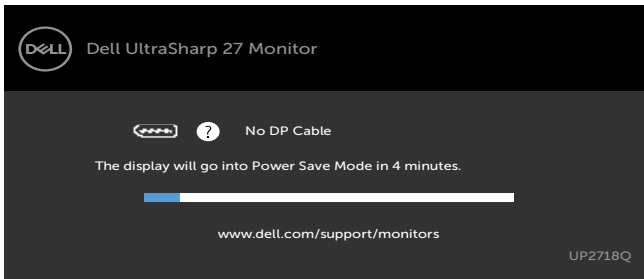 DELL
Dell UltraSharp 27 Monitor
? No DP Cable
The display will go into Power Save Mode in 4 minutes.
www.dell.com/support/monitors
UP2718Q